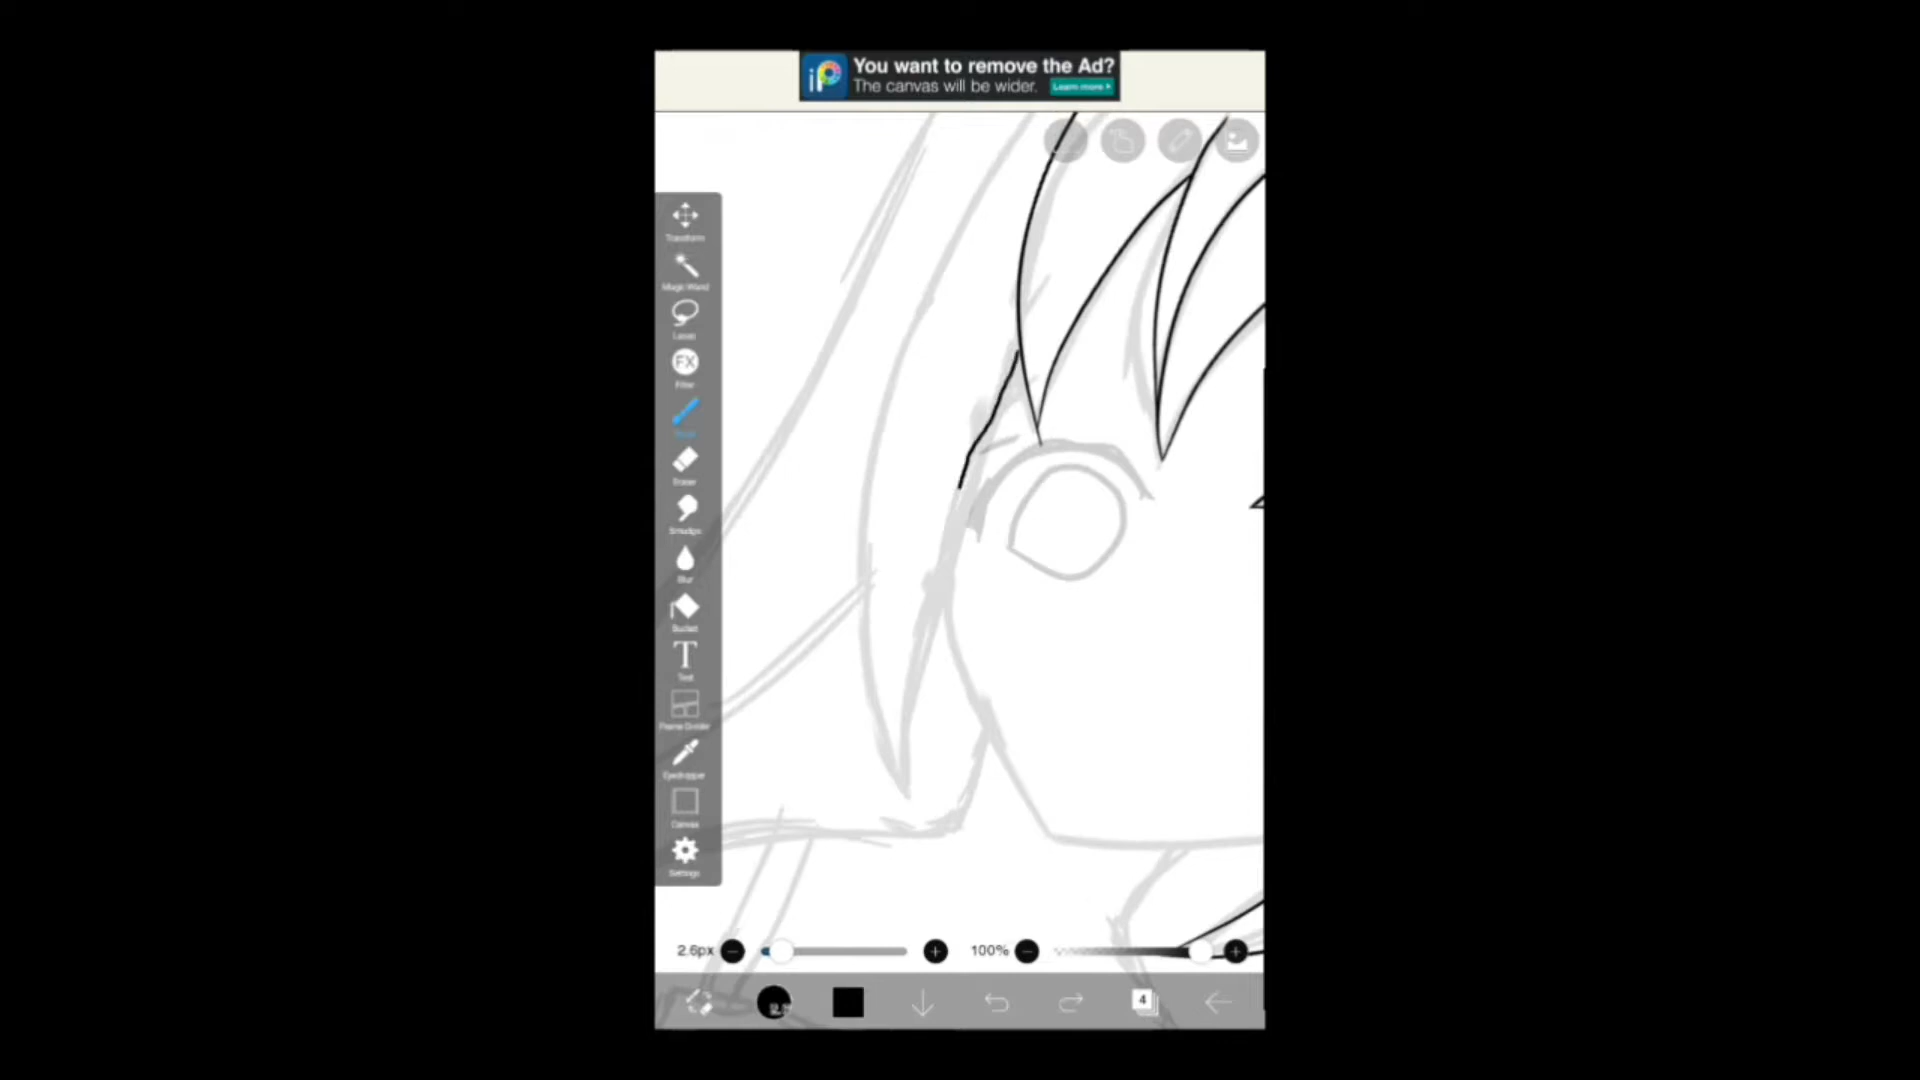 iP
You want to remove the Ad?
The canvas will be wider.
Learn more
Transform
Magic Wand
Lasso
FX
Filter
Eraser
Smudge
Blur
Bucket
T
Text
Frame Divider
Eyedropper
Canvas
Settings
2.6px
100%
4